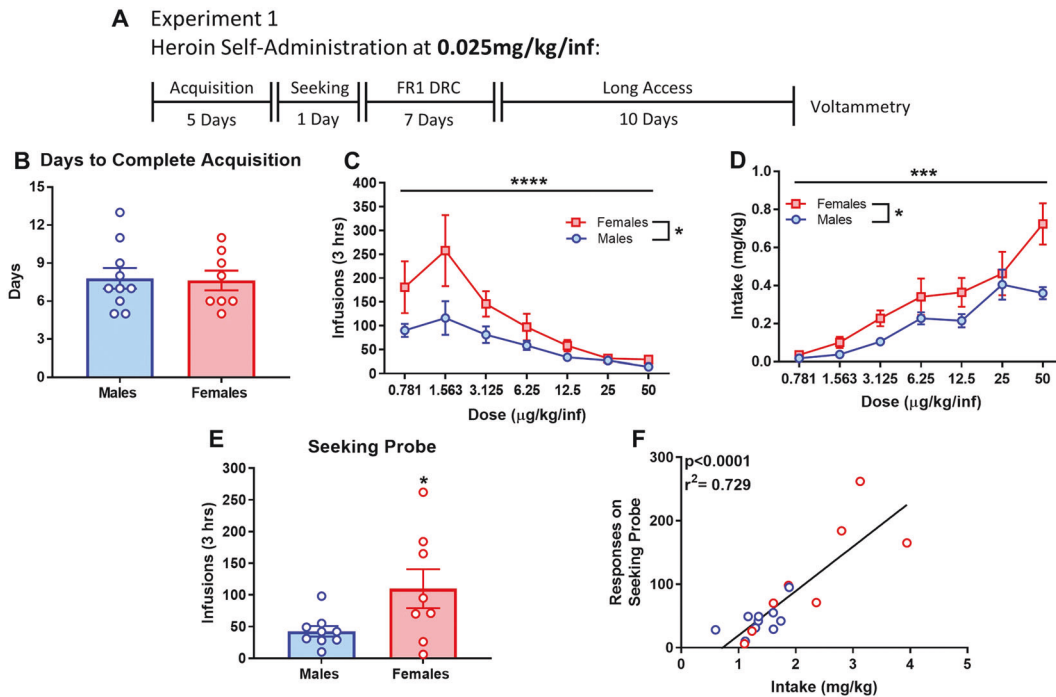 A Experiment 1
Heroin Self-Administration at 0.025mg/kg/inf:
Acquisition Seeking FR1 DRC Long Access
5 Days 1 Day 7 Days 10 Days
Voltammetry
B Days to Complete Acquisition
15
12
9
6
3
0
Days
Males Females
C
400
350
300
250
200
150
100
50
0
Infusions (3 hrs)
****
Females
Males
*
0.781 1.563 3.125 6.25 12.5 25 50
Dose (μg/kg/inf)
D
1.0
0.8
0.6
0.4
0.2
0.0
Intake (mg/kg)
***
Females
Males
*
0.781 1.563 3.125 6.25 12.5 25 50
Dose (μg/kg/inf)
E Seeking Probe
300
250
200
150
100
50
0
Infusions (3 hrs)
*
Males Females
F
p<0.0001
r²= 0.729
300
200
100
0
Responses on
Seeking Probe
0 1 2 3 4 5
Intake (mg/kg)